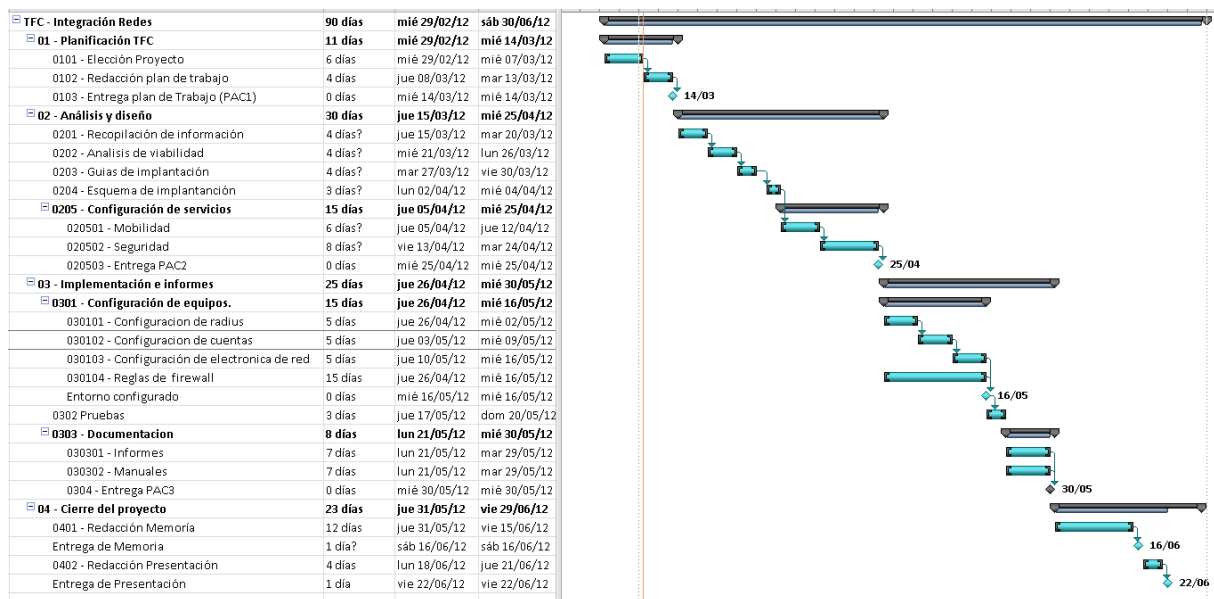 TFC - Integración Redes 90 días mié 29/02/12 sáb 30/06/12
01 - Planificación TFC 11 días mié 29/02/12 mié 14/03/12
0101 - Elección Proyecto 6 días mié 29/02/12 mié 07/03/12
0102 - Redacción plan de trabajo 4 días jue 08/03/12 mar 13/03/12
0103 - Entrega plan de Trabajo (PAC1) 0 días mié 14/03/12 mié 14/03/12 14/03
02 - Análisis y diseño 30 días jue 15/03/12 mié 25/04/12
0201 - Recopilación de información 4 días? jue 15/03/12 mar 20/03/12
0202 - Analisis de viabilidad 4 días? mié 21/03/12 lun 26/03/12
0203 - Guias de implantación 4 días? mar 27/03/12 vie 30/03/12
0204 - Esquema de implantanción 3 días? lun 02/04/12 mié 04/04/12
0205 - Configuración de servicios 15 días jue 05/04/12 mié 25/04/12
020501 - Mobilidad 6 días? jue 05/04/12 jue 12/04/12
020502 - Seguridad 8 días? vie 13/04/12 mar 24/04/12
020503 - Entrega PAC2 0 días mié 25/04/12 mié 25/04/12 25/04
03 - Implementación e informes 25 días jue 26/04/12 mié 30/05/12
0301 - Configuración de equipos. 15 días jue 26/04/12 mié 16/05/12
030101 - Configuracion de radius 5 días jue 26/04/12 mié 02/05/12
030102 - Configuracion de cuentas 5 días jue 03/05/12 mié 09/05/12
030103 - Configuración de electronica de red 5 días jue 10/05/12 mié 16/05/12
030104 - Reglas de firewall 15 días jue 26/04/12 mié 16/05/12
Entorno configurado 0 días mié 16/05/12 mié 16/05/12 16/05
0302 Pruebas 3 días jue 17/05/12 dom 20/05/12
0303 - Documentacion 8 días lun 21/05/12 mié 30/05/12
030301 - Informes 7 días lun 21/05/12 mar 29/05/12
030302 - Manuales 7 días lun 21/05/12 mar 29/05/12
0304 - Entrega PAC3 0 días mié 30/05/12 mié 30/05/12 30/05
04 - Cierre del proyecto 23 días jue 31/05/12 vie 29/06/12
0401 - Redacción Memoría 12 días jue 31/05/12 vie 15/06/12
Entrega de Memoria 1 día? sáb 16/06/12 sáb 16/06/12 16/06
0402 - Redacción Presentación 4 días lun 18/06/12 jue 21/06/12
Entrega de Presentación 1 día vie 22/06/12 vie 22/06/12 22/06